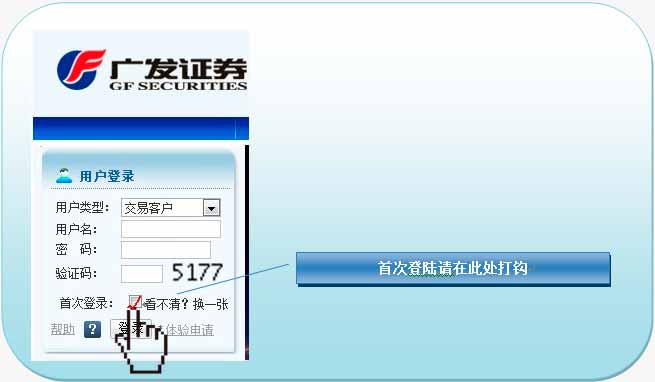 广发证券
GF SECURITIES
用户登录
用户类型： 交易客户
用户名：
密 码：
验证码： 5177
首次登录： 看不清？换一张
帮助 ? 登录 体验申请
首次登陆请在此处打钩